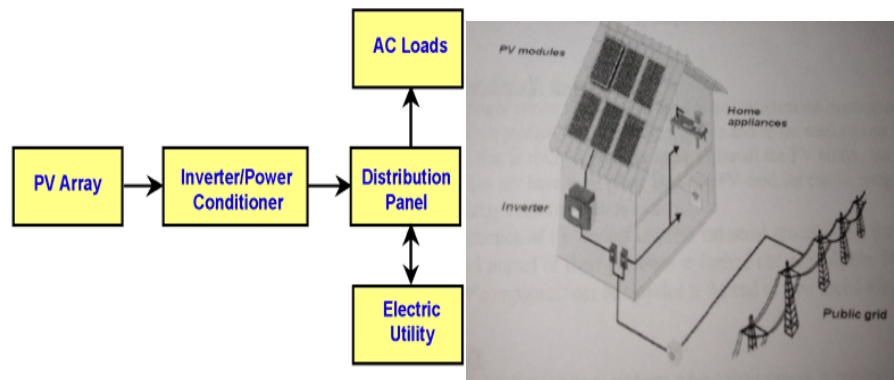 AC Loads
PV Array
Inverter/Power
Conditioner
Distribution
Panel
Electric
Utility
PV modules
Home
appliances
Inverter
Public grid